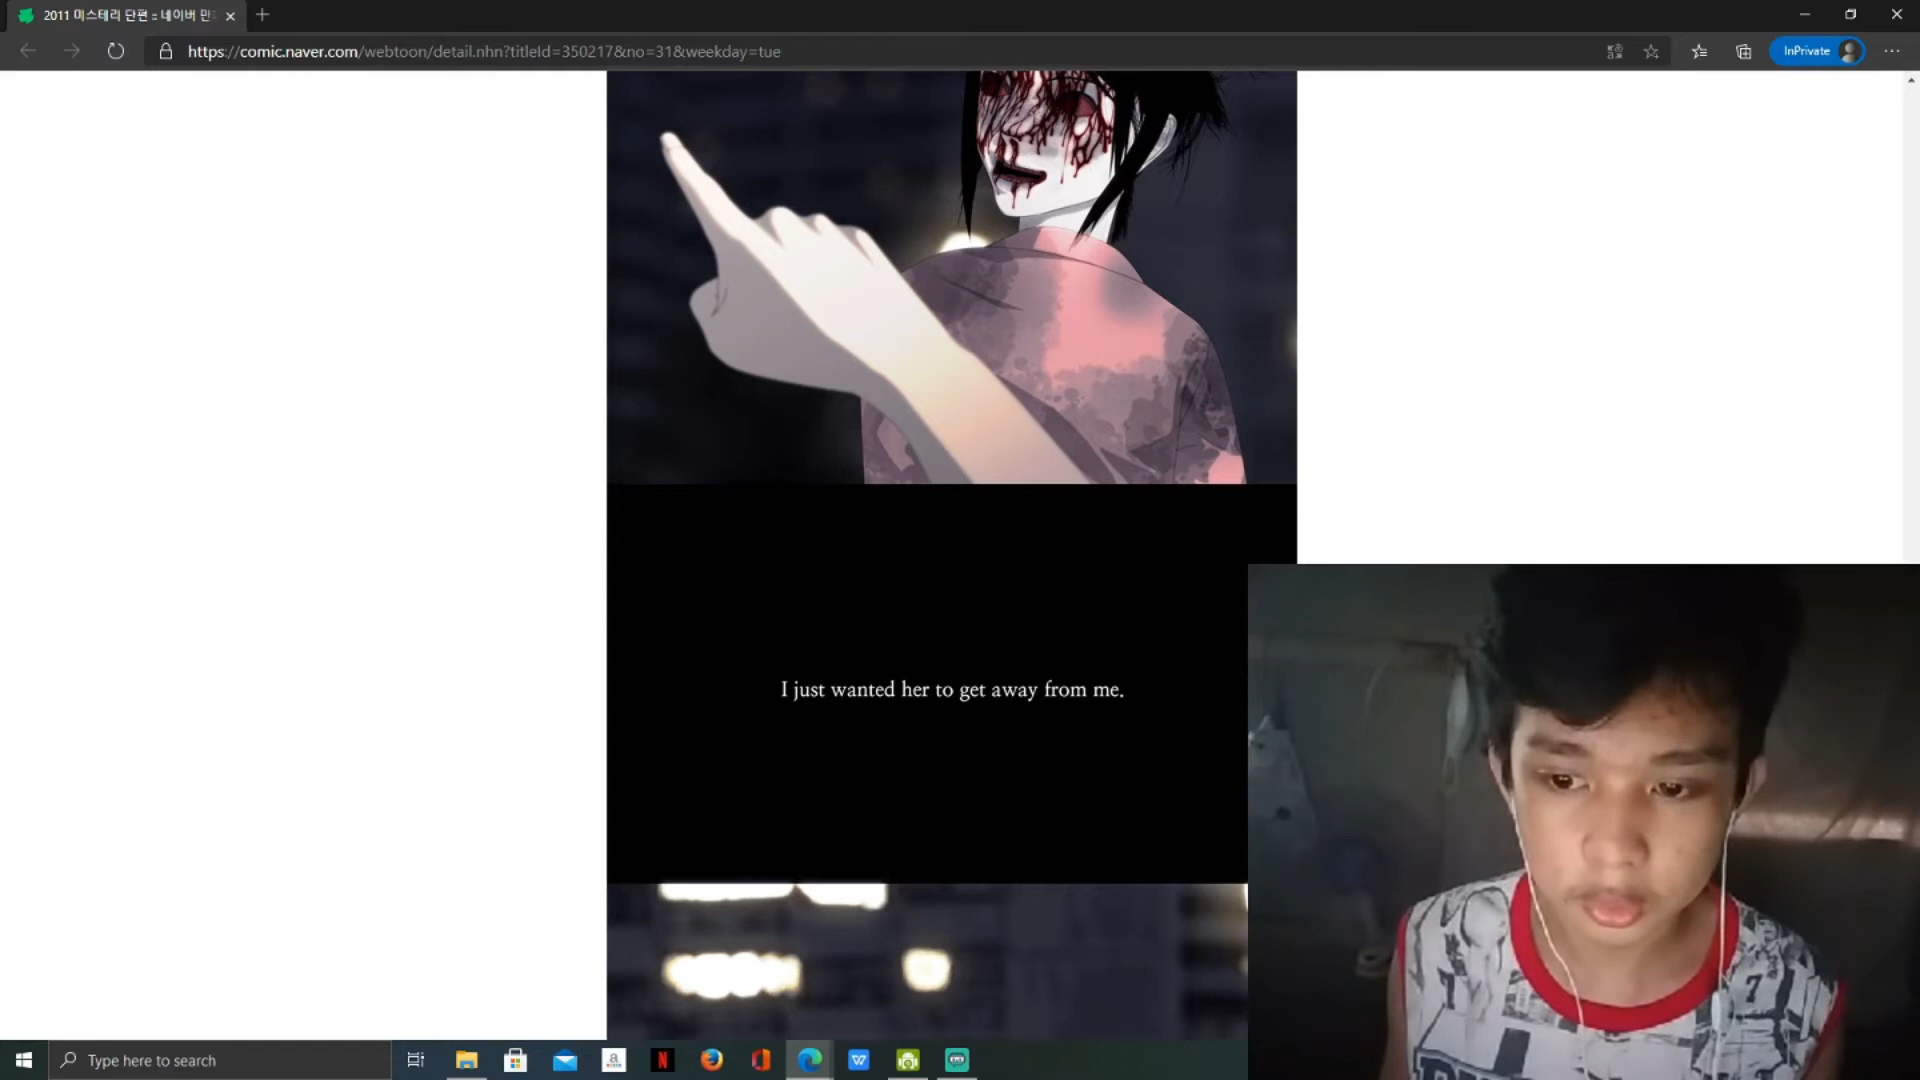 2011 미스테리 단편 :: 네이버 만
https://comic.naver.com/webtoon/detail.nhn?titleId=350217&no=31&weekday=tue
InPrivate
I just wanted her to get away from me.
7
Type here to search